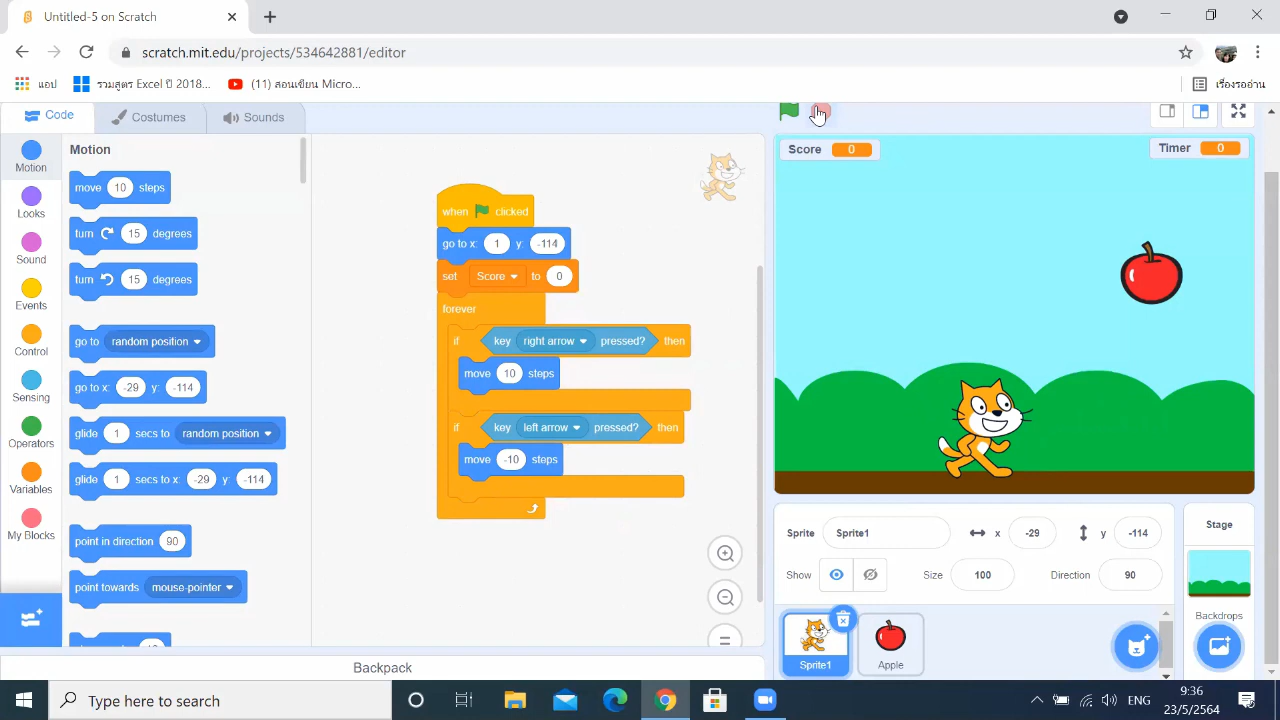 Untitled-5 on Scratch
scratch.mit.edu/projects/534642881/editor
แอป รวมสูตร Excel ปี 2018... (11) สอนเขียน Micro... เรื่องรออ่าน
Code Costumes Sounds
Motion
Looks
Sound
Events
Control
Sensing
Operators
Variables
My Blocks
Motion
move 10 steps
turn 15 degrees
turn 15 degrees
go to random position
go to x: -29 y: -114
glide 1 secs to random position
glide 1 secs to x: -29 y: -114
point in direction 90
point towards mouse-pointer
when clicked
go to x: 1 y: -114
set Score to 0
forever
if key right arrow pressed? then
move 10 steps
if key left arrow pressed? then
move -10 steps
Score 0 Timer 0
Sprite Sprite1 x -29 y -114
Show Size 100 Direction 90
Sprite1 Apple
Stage
Backdrops
Backpack
Type here to search
ENG
9:36
23/5/2564